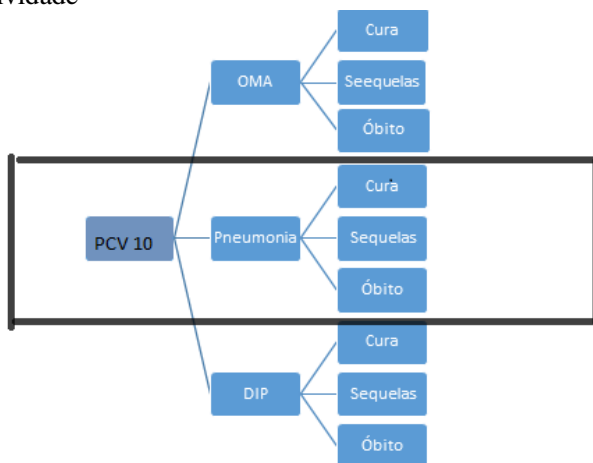 Cura
OMA
Seequelas
Óbito
Cura
PCV 10
Pneumonia
Sequelas
Óbito
Cura
DIP
Sequelas
Óbito